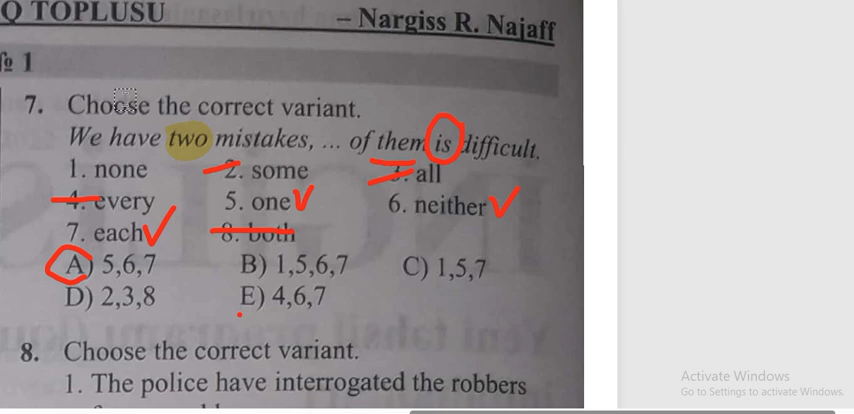 Q TOPLUSU – Nargiss R. Najaff
№ 1
7. Choose the correct variant.
We have two mistakes, ... of them is difficult.
1. none 2. some 3. all
4. every 5. one 6. neither
7. each 8. both
A) 5,6,7 B) 1,5,6,7 C) 1,5,7
D) 2,3,8 E) 4,6,7
8. Choose the correct variant.
1. The police have interrogated the robbers
Activate Windows
Go to Settings to activate Windows.